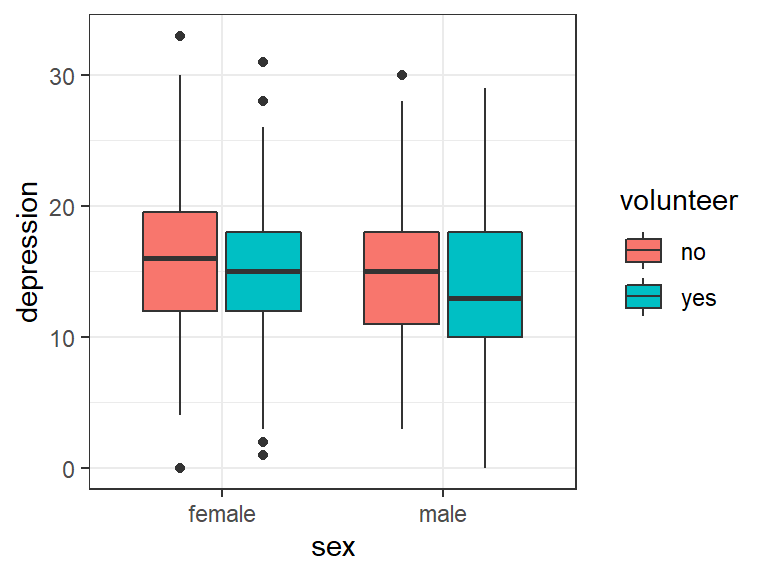 depression
30
20
10
0
female male
sex
volunteer
no
yes